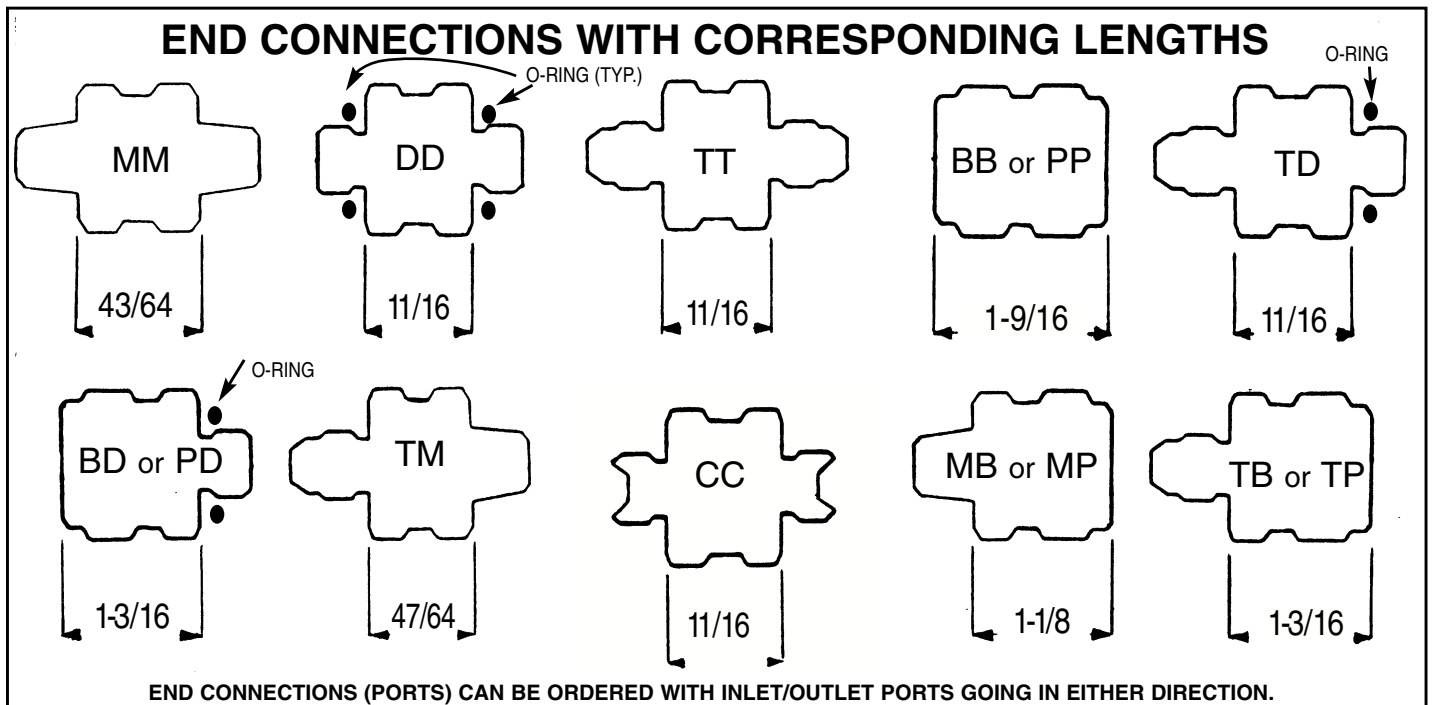 END CONNECTIONS WITH CORRESPONDING LENGTHS
O-RING
O-RING (TYP.)
MM
DD
TT
BB or PP
TD
43/64
11/16
11/16
1-9/16
11/16
O-RING
BD or PD
TM
CC
MB or MP
TB or TP
1-3/16
47/64
11/16
1-1/8
1-3/16
END CONNECTIONS (PORTS) CAN BE ORDERED WITH INLET/OUTLET PORTS GOING IN EITHER DIRECTION.